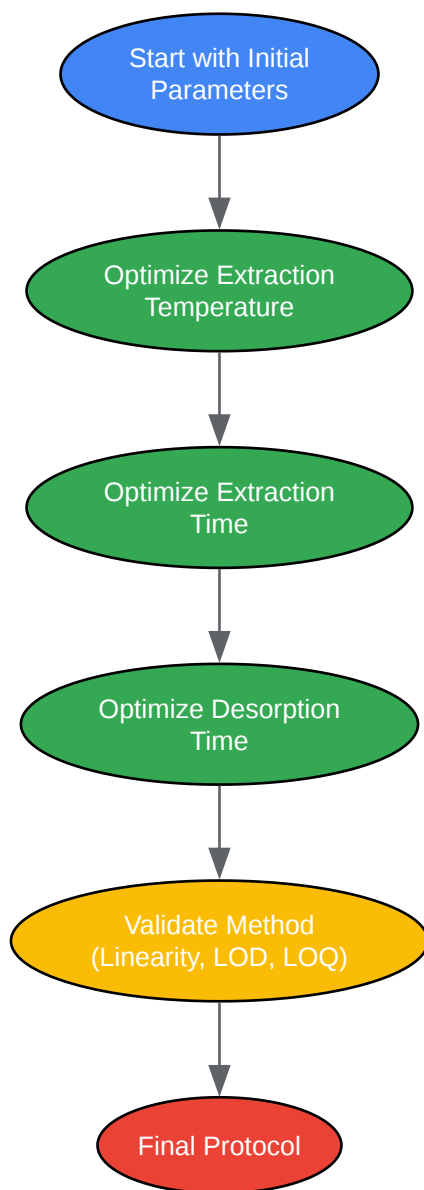 Start with Initial
Parameters
Optimize Extraction
Temperature
Optimize Extraction
Time
Optimize Desorption
Time
Validate Method
(Linearity, LOD, LOQ)
Final Protocol